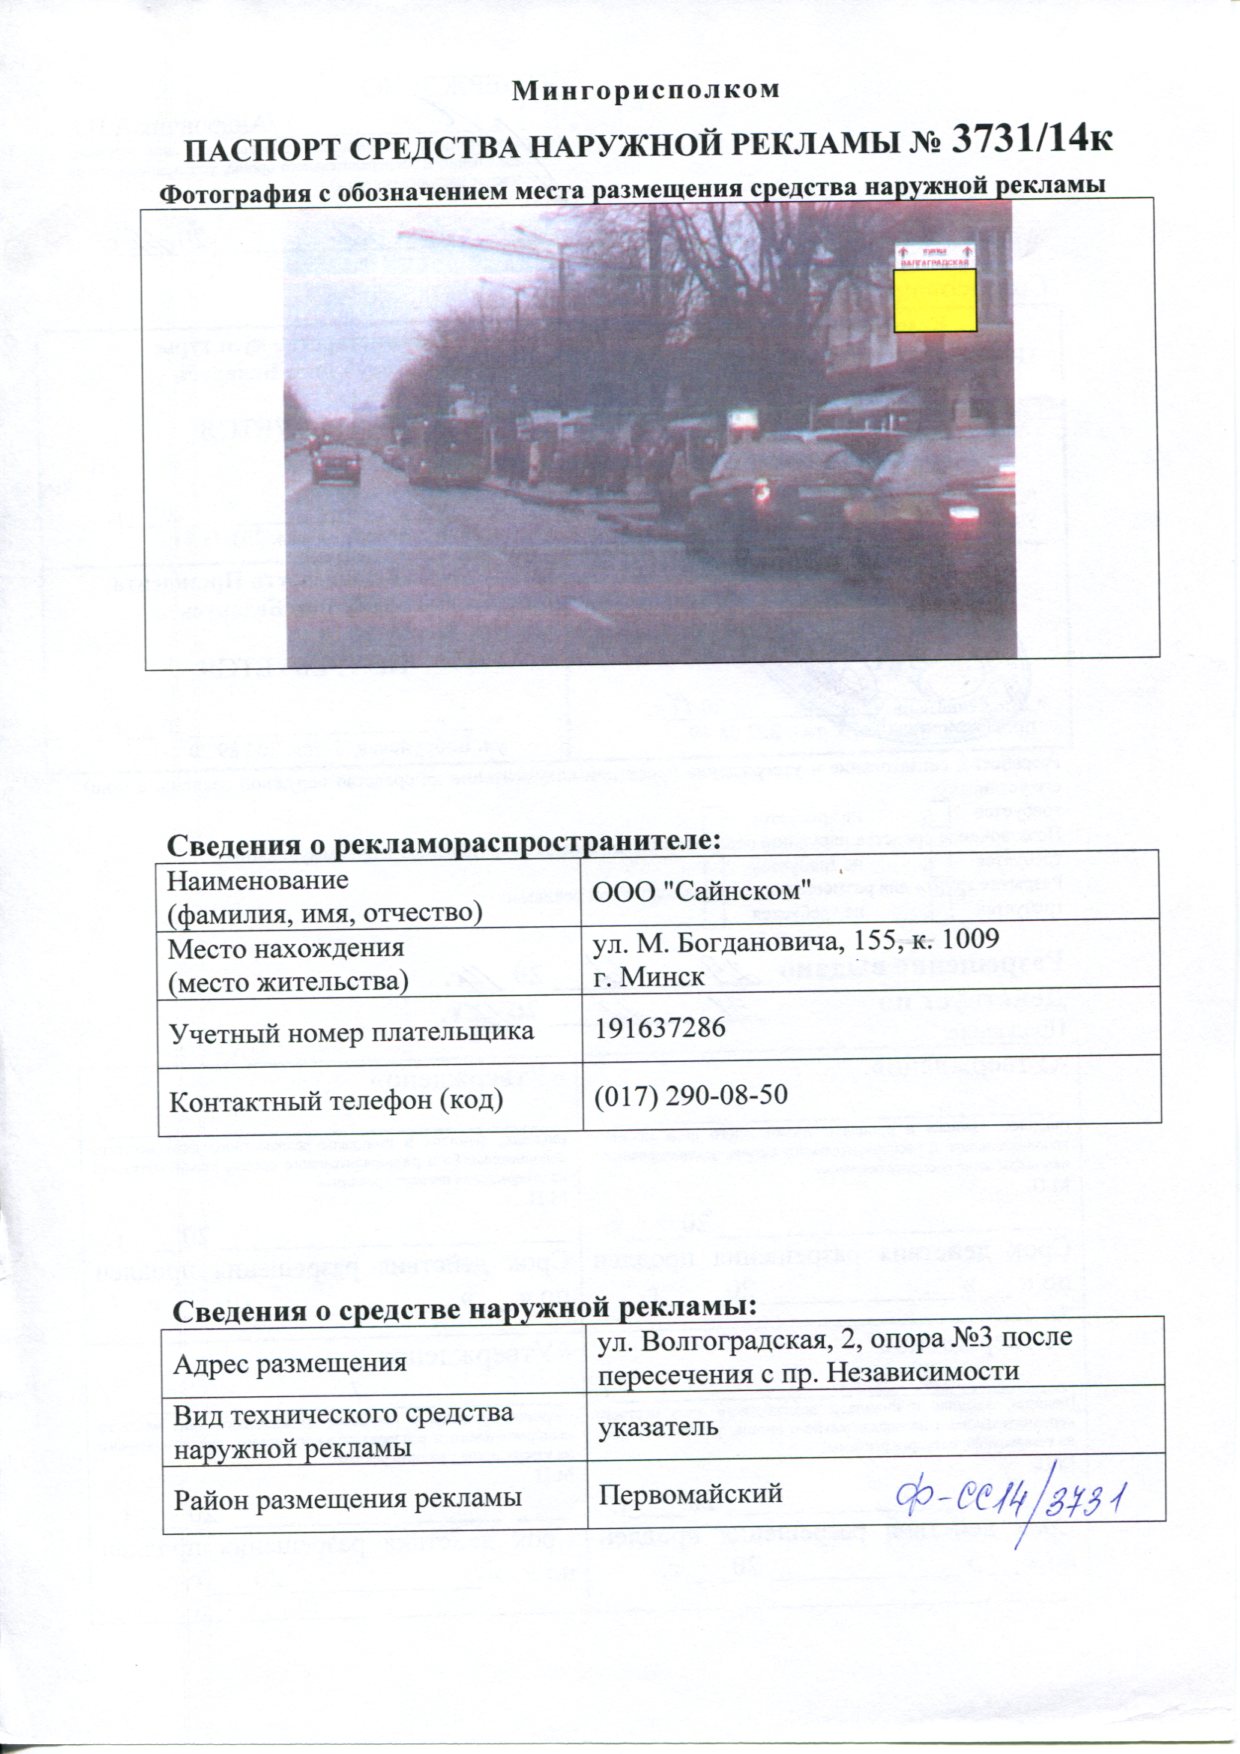 Мингорисполком
ПАСПОРТ СРЕДСТВА НАРУЖНОЙ РЕКЛАМЫ № 3731/14к
Фотография с обозначением места размещения средства наружной рекламы
ВАЛГАГРАДСКАЯ
Сведения о рекламораспространителе:
Наименование
(фамилия, имя, отчество)
ООО "Сайнском"
Место нахождения
(место жительства)
ул. М. Богдановича, 155, к. 1009
г. Минск
Учетный номер плательщика
191637286
Контактный телефон (код)
(017) 290-08-50
Сведения о средстве наружной рекламы:
Адрес размещения
ул. Волгоградская, 2, опора №3 после
пересечения с пр. Независимости
Вид технического средства
наружной рекламы
указатель
Район размещения рекламы
Первомайский
Ф-СС14/3731